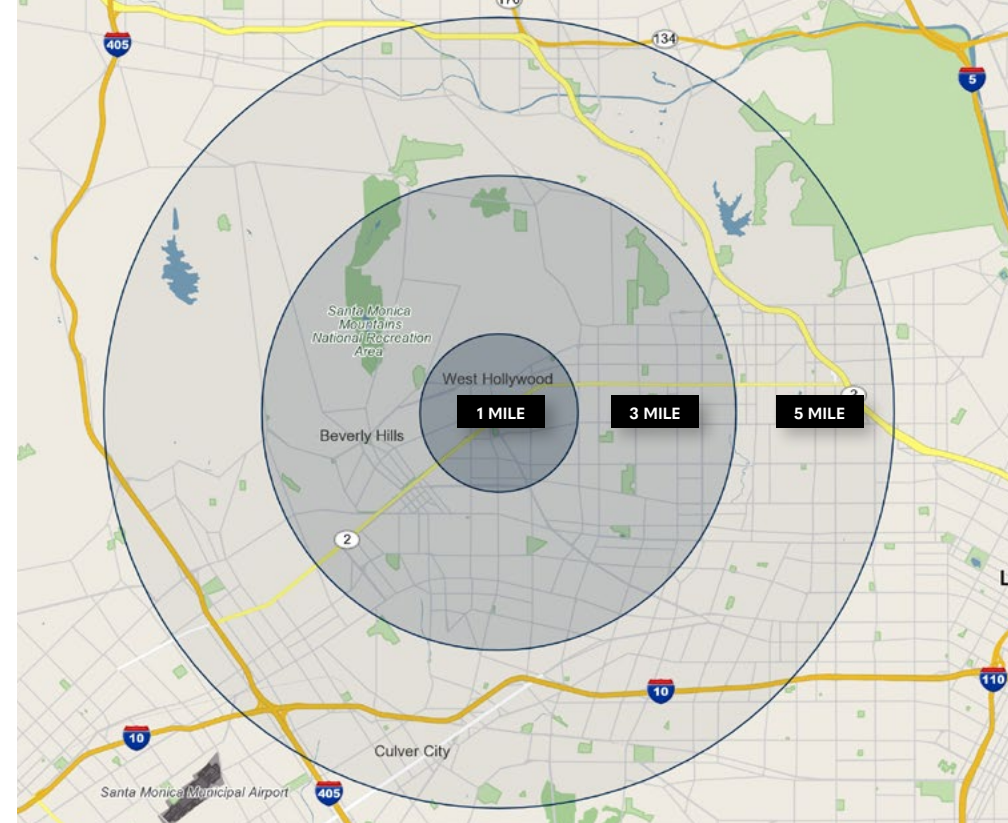 170
134
405
5
Santa Monica
Mountains
National Recreation
Area
West Hollywood
1 MILE
3 MILE
5 MILE
2
Beverly Hills
2
L
10
110
10
Culver City
Santa Monica Municipal Airport
405